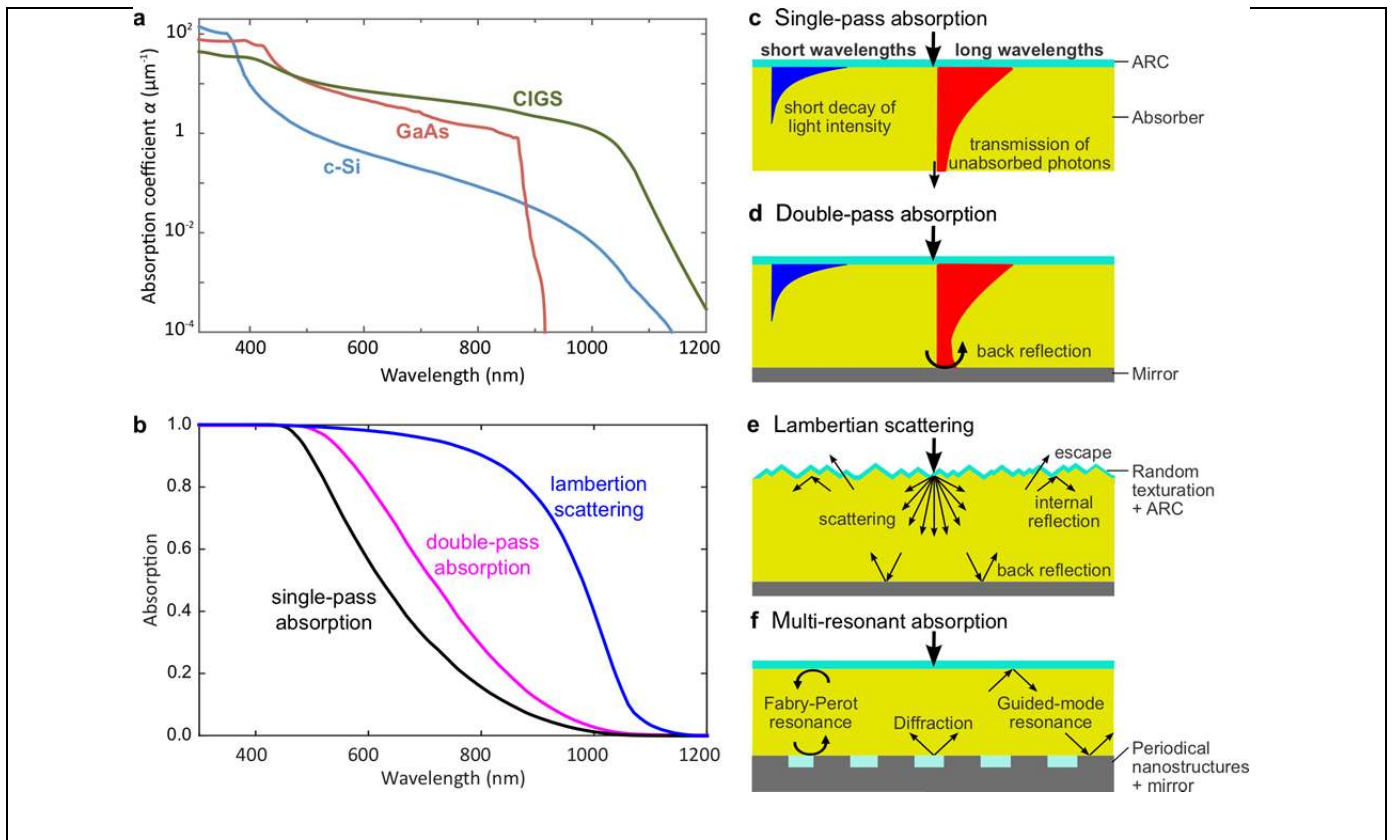 a
10²
1
10⁻²
10⁻⁴
Absorption coefficient α (µm⁻¹)
CIGS
GaAs
c-Si
400
600
800
1000
1200
Wavelength (nm)
b
1.0
0.8
0.6
0.4
0.2
0.0
Absorption
lambertion
scattering
double-pass
absorption
single-pass
absorption
400
600
800
1000
1200
Wavelength (nm)
c Single-pass absorption
short wavelengths
long wavelengths
ARC
short decay of
light intensity
Absorber
transmission of
unabsorbed photons
d Double-pass absorption
back reflection
Mirror
e Lambertian scattering
escape
Random
texturation
+ ARC
scattering
internal
reflection
back reflection
f Multi-resonant absorption
Fabry-Perot
resonance
Diffraction
Guided-mode
resonance
Periodical
nanostructures
+ mirror